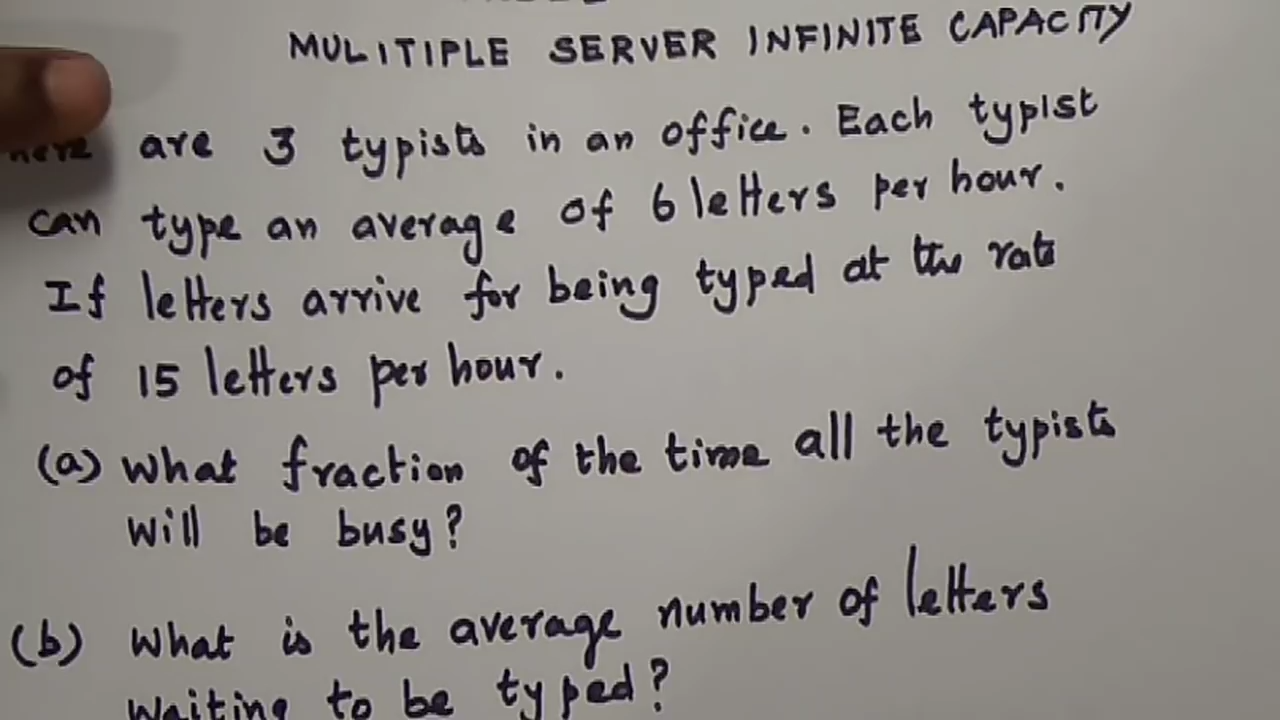 MULITIPLE SERVER INFINITE CAPACITY
are 3 typists in an office. Each typist
can type an average of 6 letters per hour.
If letters arrive for being typed at the rate
of 15 letters per hour.
(a) What fraction of the time all the typists
will be busy?
(b) What is the average number of letters
waiting to be typed?